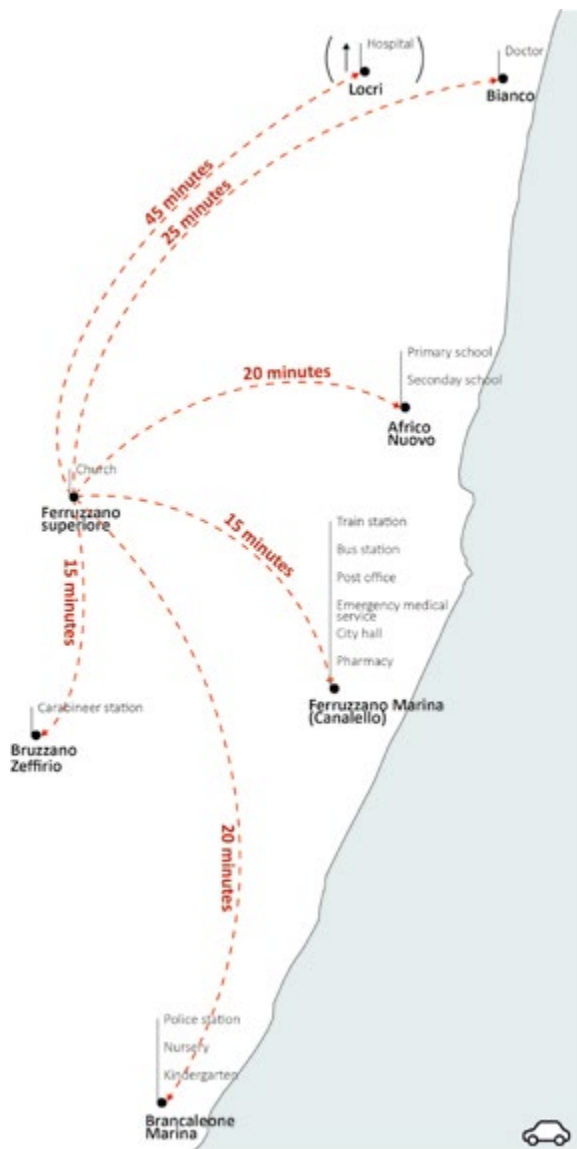 Hospital
Locri
Doctor
Bianco
45 minutes
25 minutes
Primary school
Seconday school
20 minutes
Africo
Nuovo
Church
Ferruzzano
superiore
15 minutes
Train station
Bus station
Post office
Emergency medical
service
City hall
Pharmacy
Ferruzzano Marina
(Canalello)
15 minutes
Carabineer station
Bruzzano
Zeffirio
20 minutes
Police station
Nursery
Kindergarten
Brancaleone
Marina